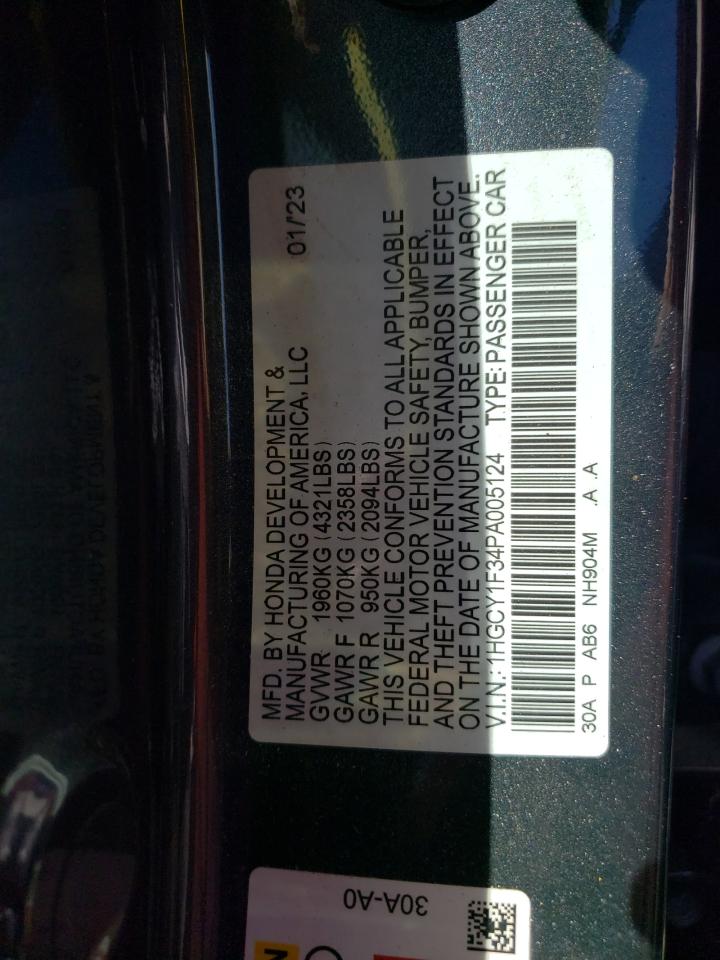 MFD. BY HONDA DEVELOPMENT &
MANUFACTURING OF AMERICA, LLC 01/'23
GVWR 1960KG (4321LBS)
GAWR F 1070KG (2358LBS)
GAWR R 950KG (2094LBS)
THIS VEHICLE CONFORMS TO ALL APPLICABLE
FEDERAL MOTOR VEHICLE SAFETY, BUMPER,
AND THEFT PREVENTION STANDARDS IN EFFECT
ON THE DATE OF MANUFACTURE SHOWN ABOVE.
V.I.N.: 1HGCY1F34PA005124 TYPE: PASSENGER CAR
30A P AB6 NH904M .A .A
30A-A0
N